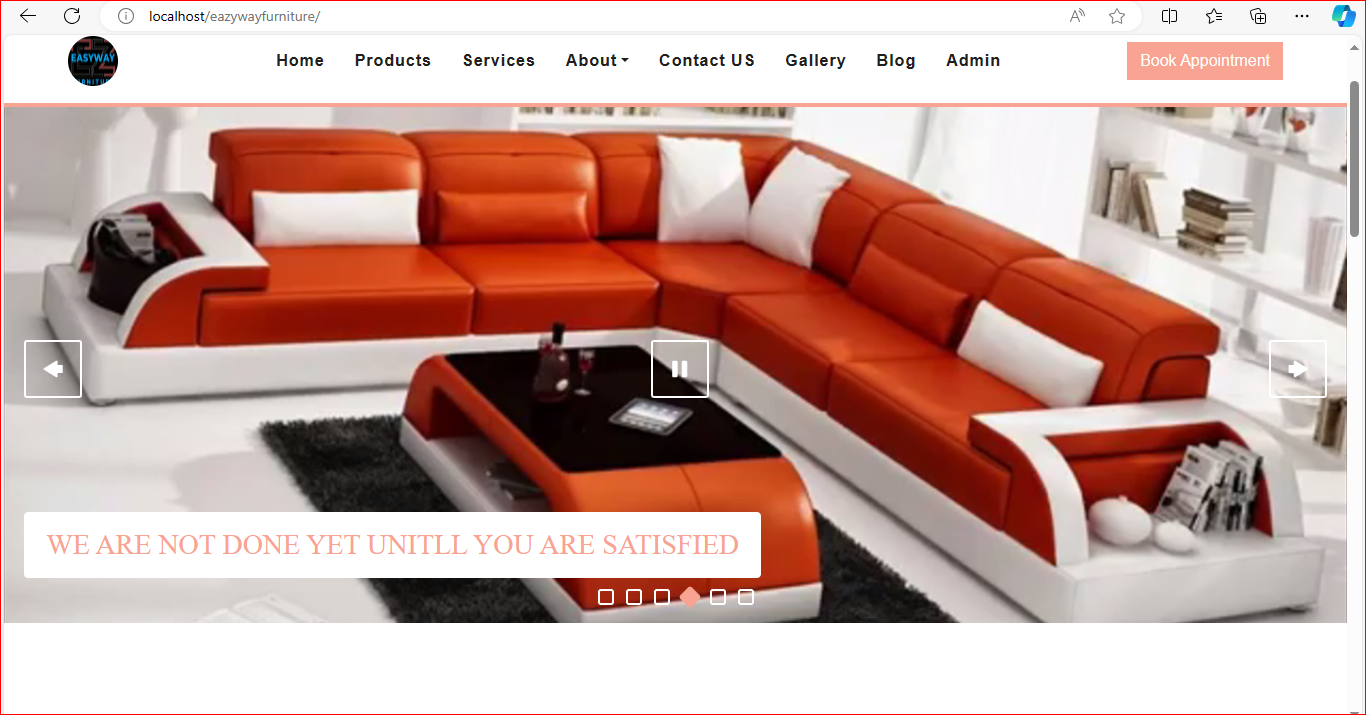 localhost/eazywayfurniture/
EASYWAY
Home Products Services About Contact US Gallery Blog Admin
Book Appointment
WE ARE NOT DONE YET UNITLL YOU ARE SATISFIED